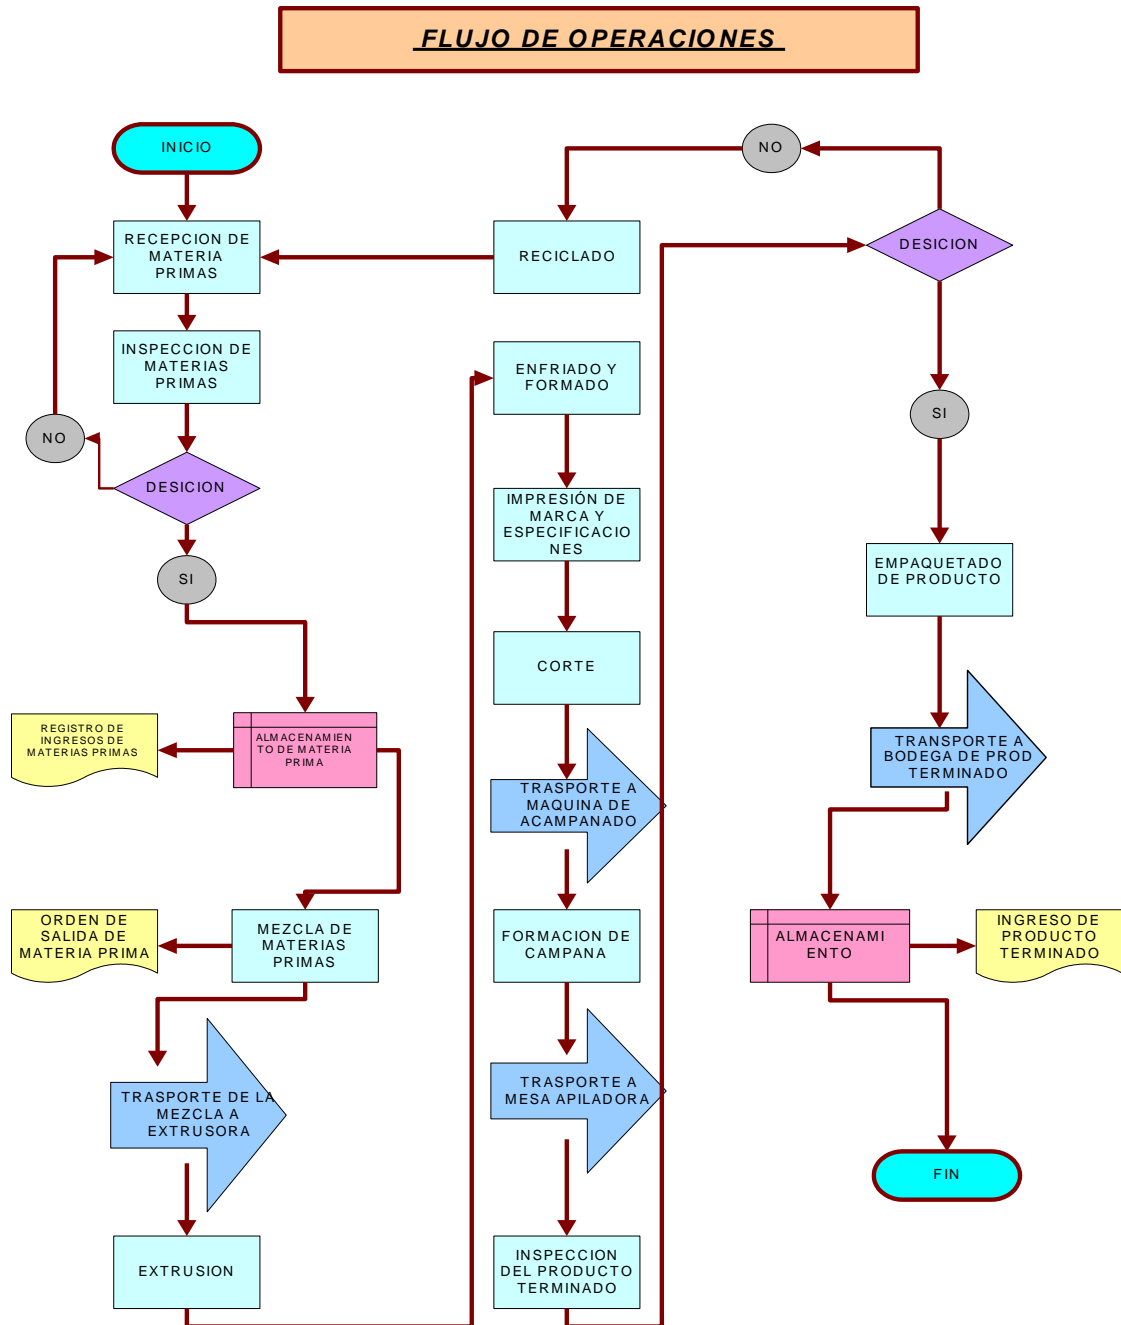 FLUJO DE OPERACIONES
INICIO
RECEPCION DE
MATERIA
PRIMAS
INSPECCION DE
MATERIAS
PRIMAS
NO
DESICION
SI
REGISTRO DE
INGRESOS DE
MATERIAS PRIMAS
ALMACENAMIEN
TO DE MATERIA
PRIMA
ORDEN DE
SALIDA DE
MATERIA PRIMA
MEZCLA DE
MATERIAS
PRIMAS
TRASPORTE DE LA
MEZCLA A
EXTRUSORA
EXTRUSION
RECICLADO
ENFRIADO Y
FORMADO
IMPRESIÓN DE
MARCA Y
ESPECIFICACIO
NES
CORTE
TRASPORTE A
MAQUINA DE
ACAMPANADO
FORMACION DE
CAMPANA
TRASPORTE A
MESA APILADORA
INSPECCION
DEL PRODUCTO
TERMINADO
NO
DESICION
SI
EMPAQUETADO
DE PRODUCTO
TRANSPORTE A
BODEGA DE PROD
TERMINADO
ALMACENAMI
ENTO
INGRESO DE
PRODUCTO
TERMINADO
FIN